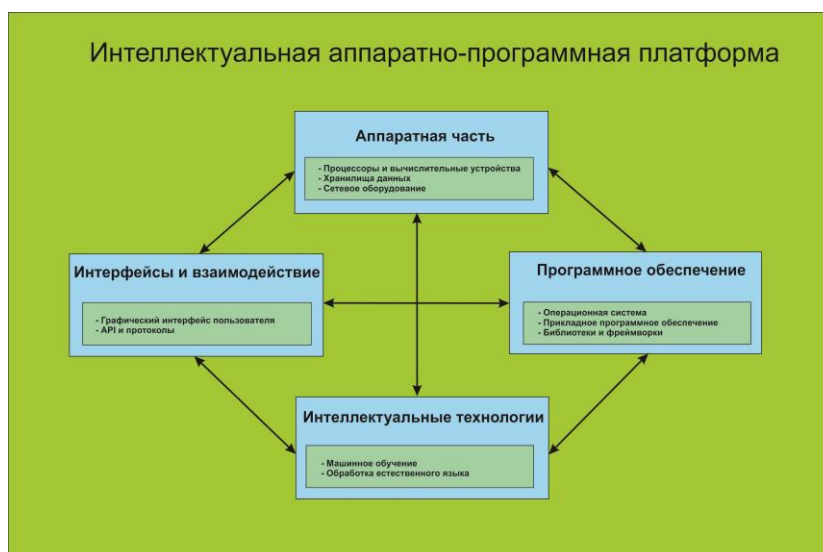 Интеллектуальная аппаратно-программная платформа
Аппаратная часть
- Процессоры и вычислительные устройства
- Хранилища данных
- Сетевое оборудование
Интерфейсы и взаимодействие
- Графический интерфейс пользователя
- API и протоколы
Программное обеспечение
- Операционная система
- Прикладное программное обеспечение
- Библиотеки и фреймворки
Интеллектуальные технологии
- Машинное обучение
- Обработка естественного языка